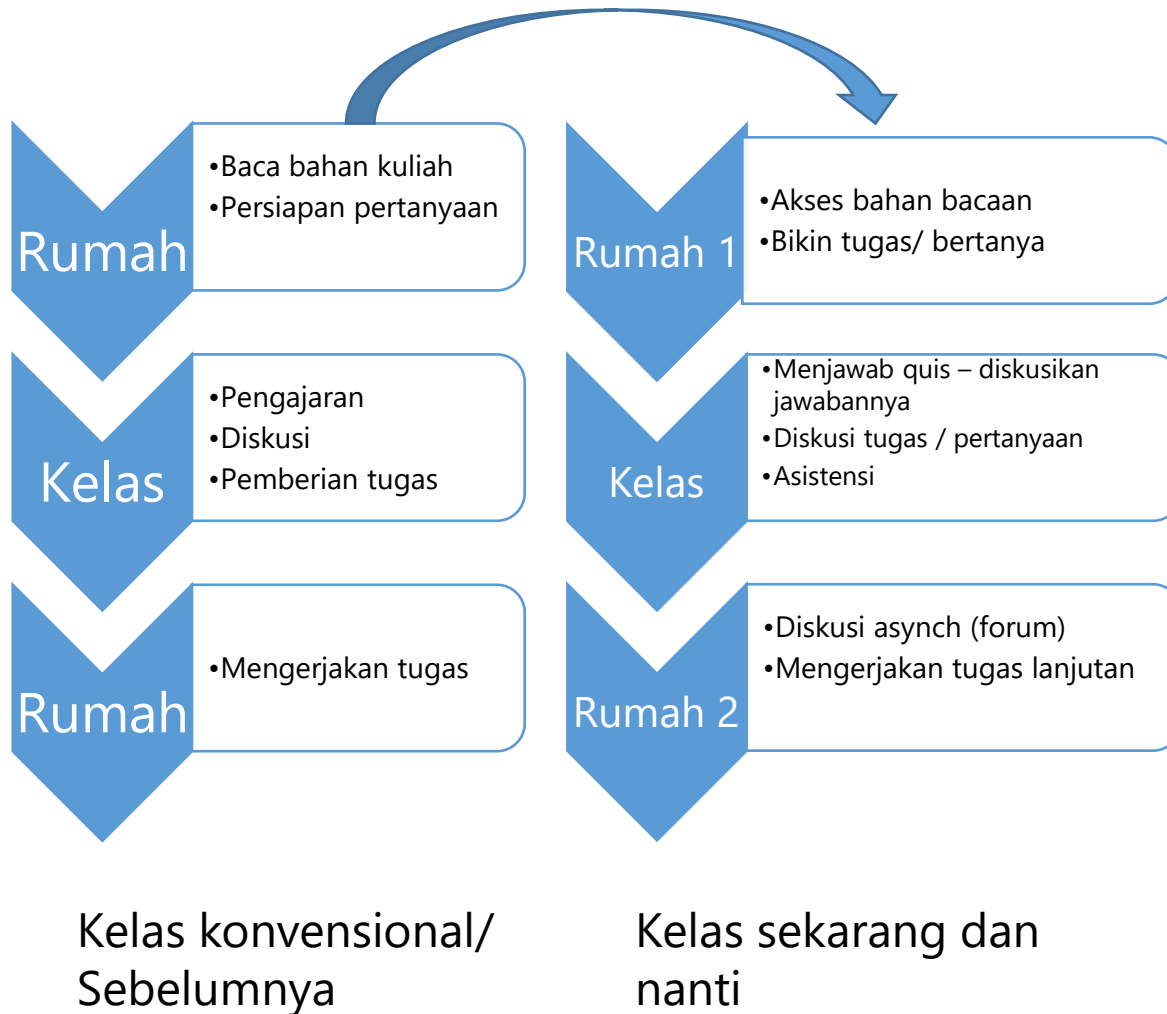 Rumah
•Baca bahan kuliah
•Persiapan pertanyaan
Kelas
•Pengajaran
•Diskusi
•Pemberian tugas
Rumah
•Mengerjakan tugas
Kelas konvensional/
Sebelumnya
Rumah 1
•Akses bahan bacaan
•Bikin tugas/ bertanya
Kelas
•Menjawab quis – diskusikan
jawabannya
•Diskusi tugas / pertanyaan
•Asistensi
Rumah 2
•Diskusi asynch (forum)
•Mengerjakan tugas lanjutan
Kelas sekarang dan
nanti